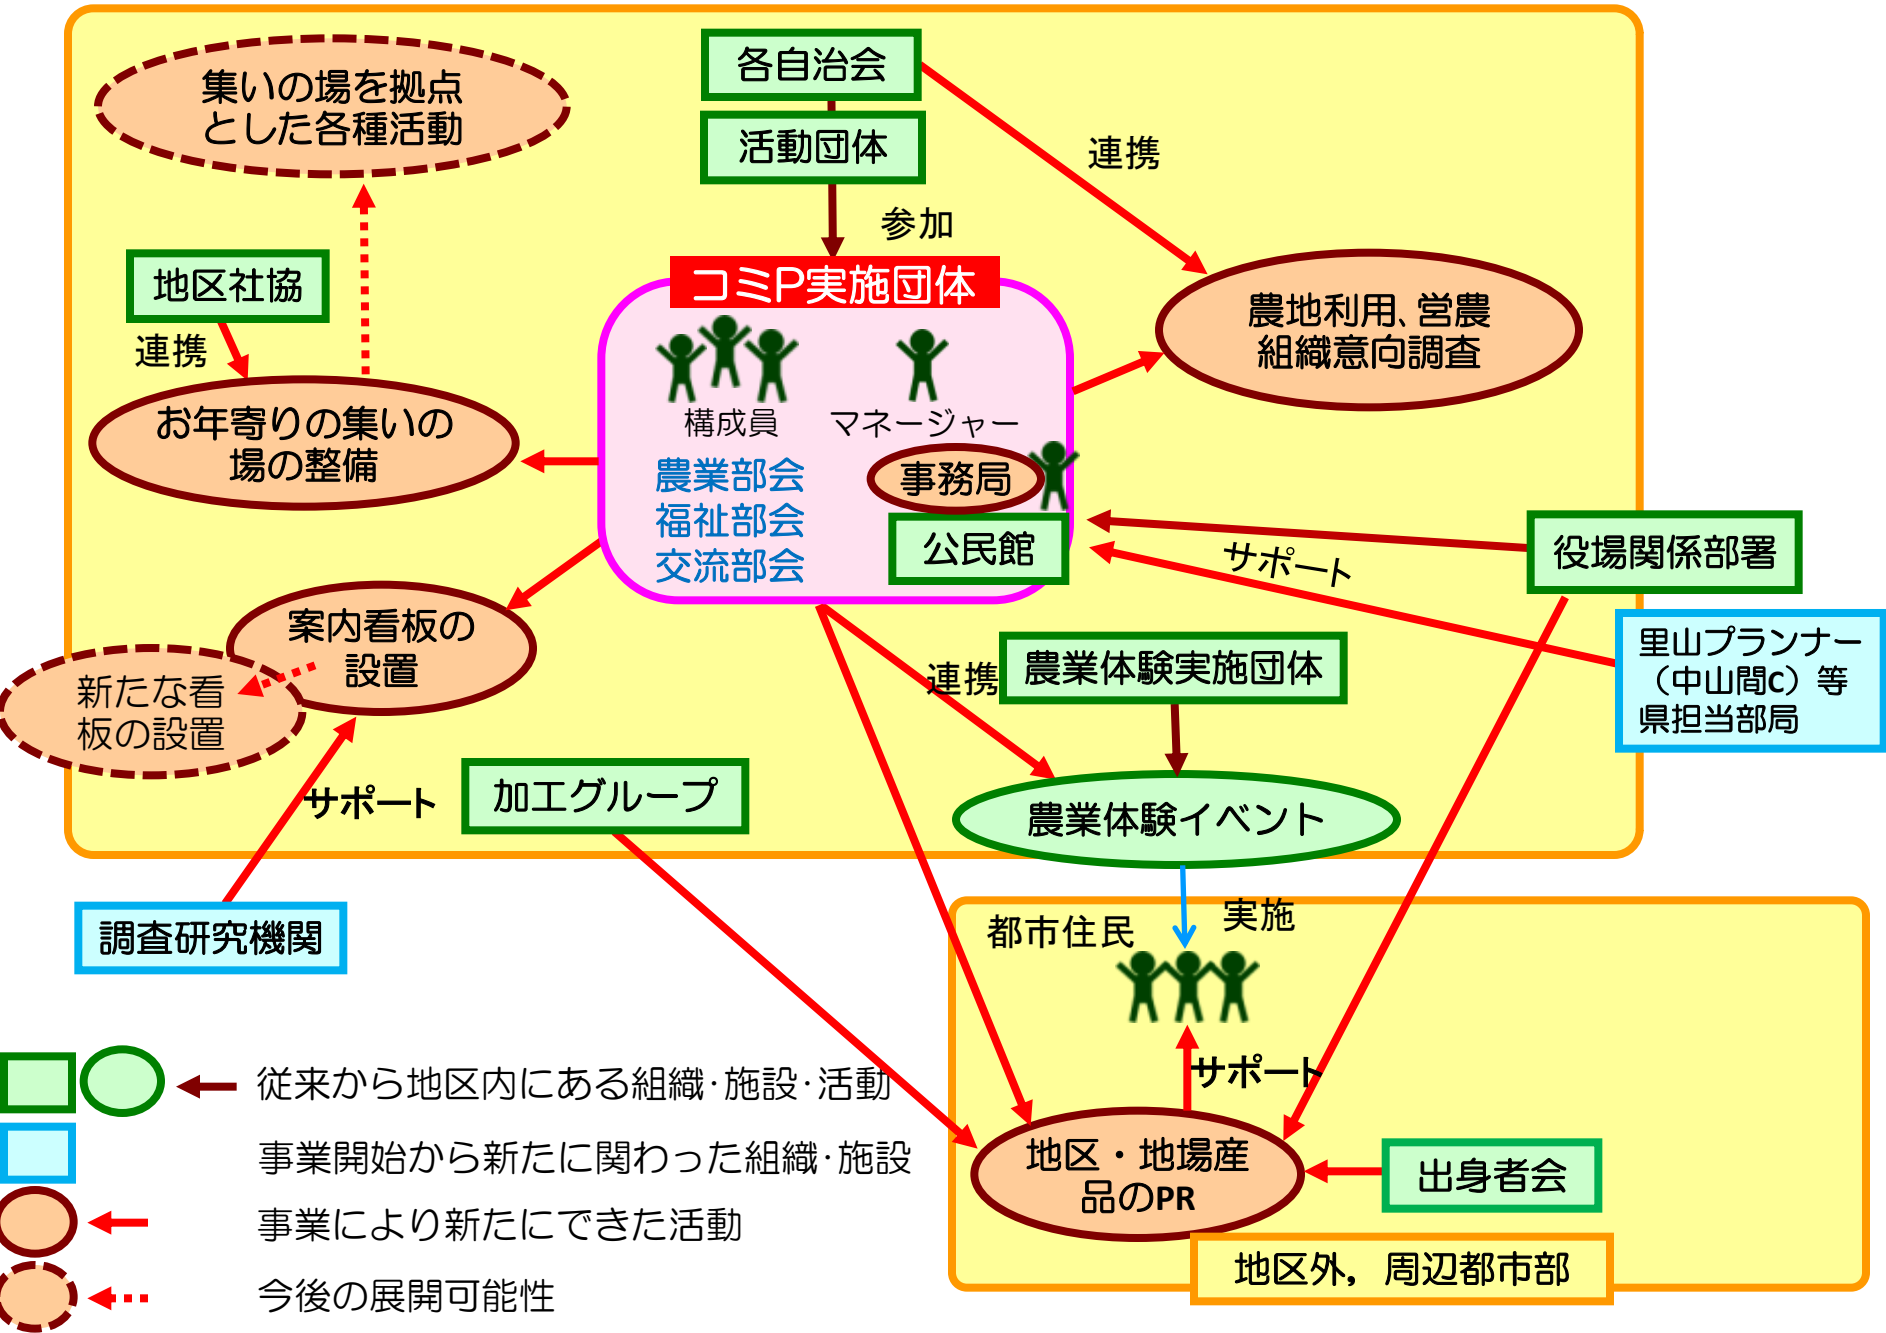 集いの場を拠点
とした各種活動
各自治会
活動団体
連携
参加
地区社協
連携
コミP実施団体
農地利用、営農
組織意向調査
構成員
マネージャー
お年寄りの集いの
場の整備
農業部会
福祉部会
交流部会
事務局
公民館
役場関係部署
サポート
里山プランナー
（中山間C）等
県担当部局
案内看板の
設置
新たな看
板の設置
連携
農業体験実施団体
サポート
加工グループ
農業体験イベント
調査研究機関
都市住民
実施
サポート
地区・地場産
品のPR
出身者会
地区外，周辺都市部
従来から地区内にある組織・施設・活動
事業開始から新たに関わった組織・施設
事業により新たにできた活動
今後の展開可能性